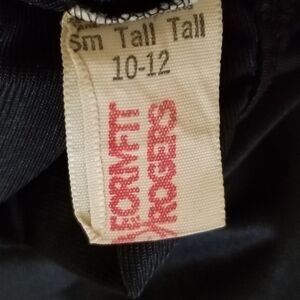 Sm Tall Tall
10-12
FORMFIT
ROGERS